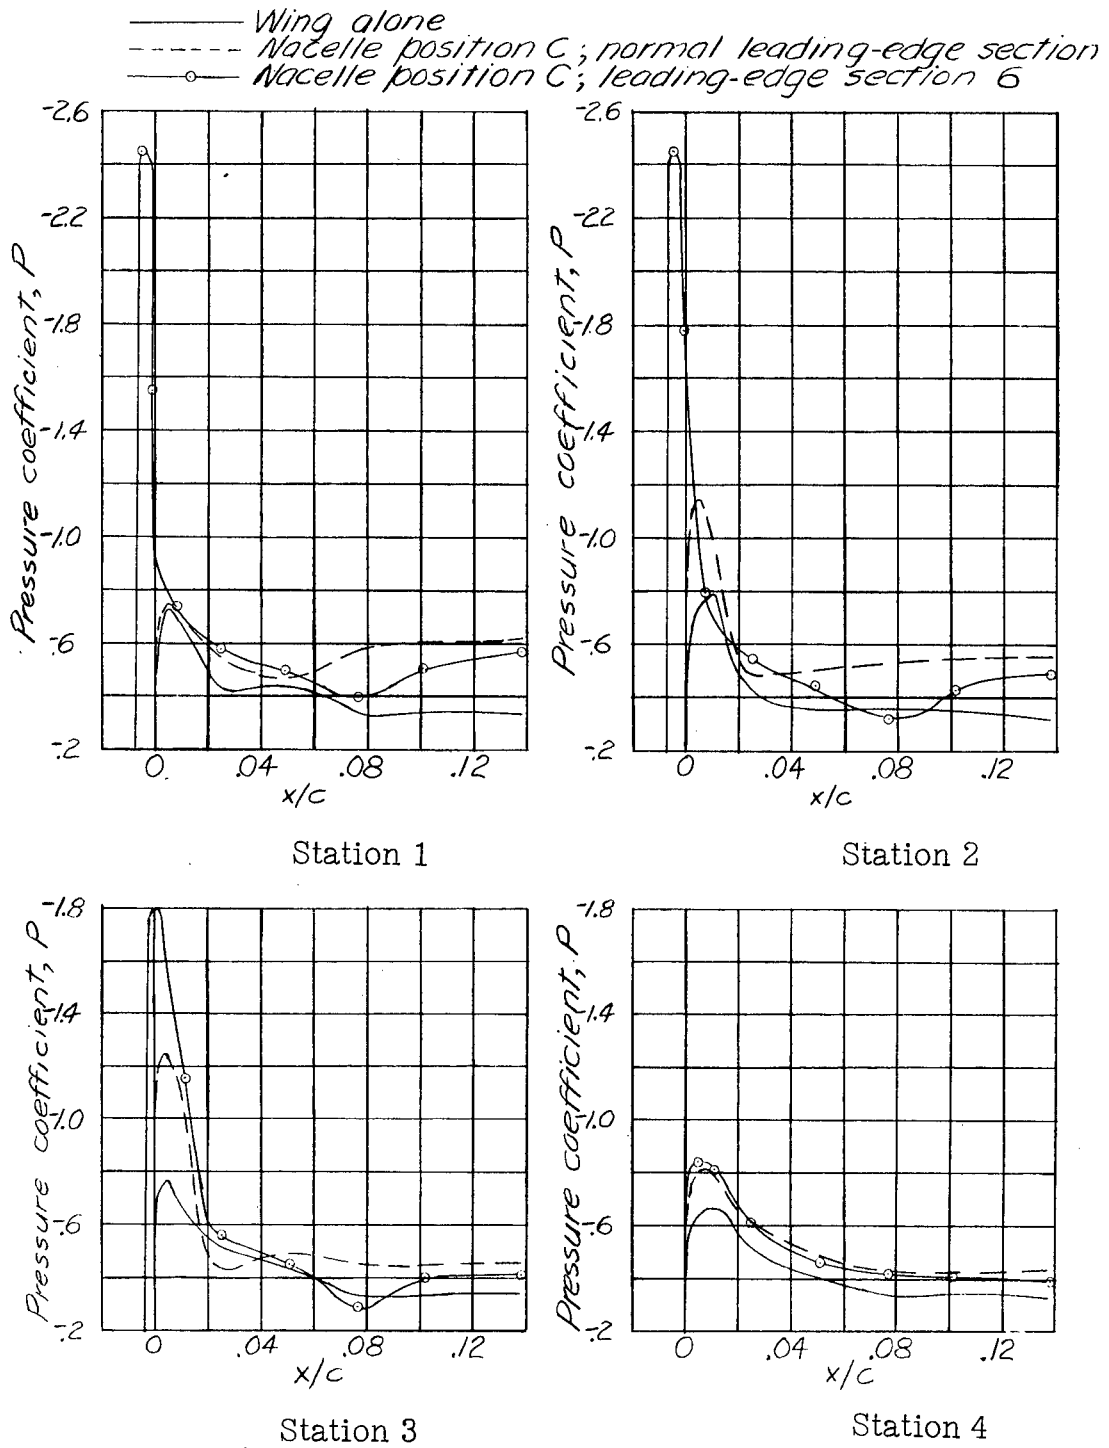 Wing alone
Nacelle position C; normal leading-edge section
Nacelle position C; leading-edge section 6
-2.6
-2.2
-1.8
-1.4
-1.0
-.6
-.2
Pressure coefficient, P
0 .04 .08 .12
x/c
Station 1
-2.6
-2.2
-1.8
-1.4
-1.0
-.6
-.2
Pressure coefficient, P
0 .04 .08 .12
x/c
Station 2
-1.8
-1.4
-1.0
-.6
-.2
Pressure coefficient, P
0 .04 .08 .12
x/c
Station 3
-1.8
-1.4
-1.0
-.6
-.2
Pressure coefficient, P
0 .04 .08 .12
x/c
Station 4